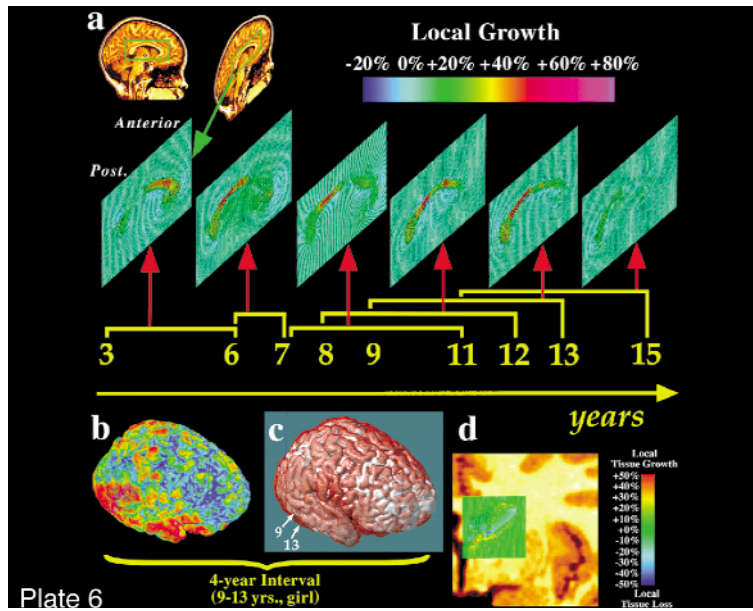 a
Local Growth
-20% 0% +20% +40% +60% +80%
Anterior
Post.
3 6 7 8 9 11 12 13 15
years
b
c
d
9
13
4-year Interval
(9-13 yrs., girl)
Local
Tissue Growth
+50%
+40%
+30%
+20%
+10%
+0%
-10%
-20%
-30%
-40%
-50%
Local
Tissue Loss
Plate 6